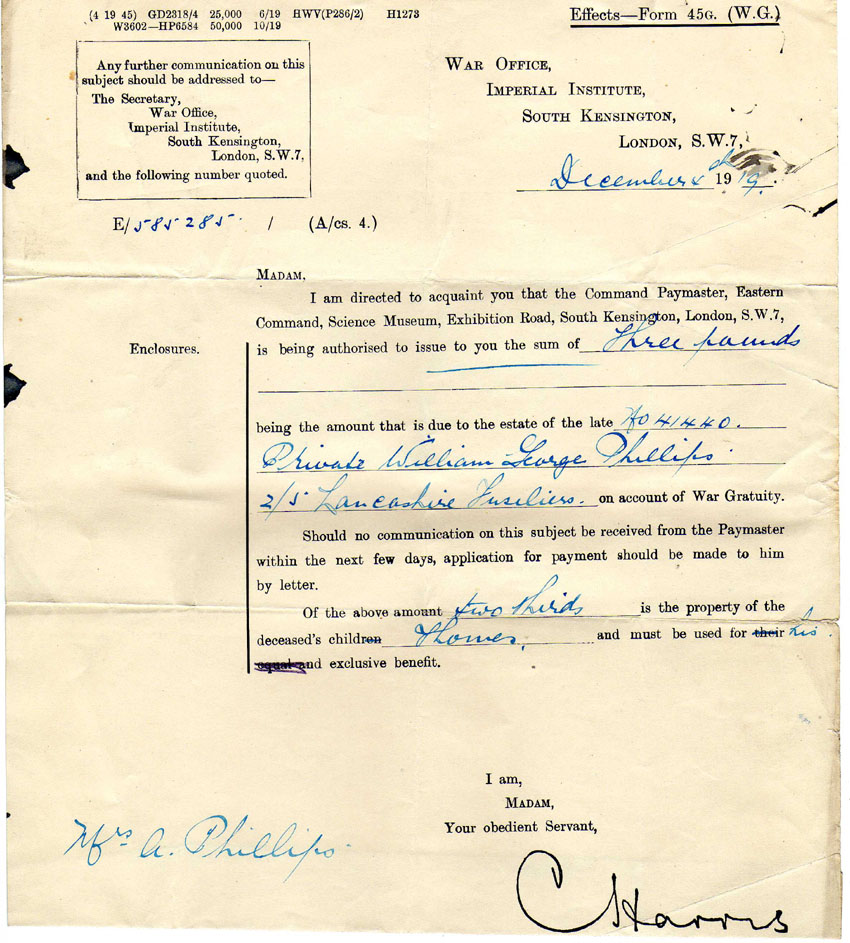 (4 19 45) GD2318/4 25,000 6/19 HWV(P286/2) H1273
W3602—HP6584 50,000 10/19
Effects—Form 45G. (W.G.)
Any further communication on this
subject should be addressed to—
The Secretary,
War Office,
Imperial Institute,
South Kensington,
London, S.W.7,
and the following number quoted.
War Office,
Imperial Institute,
South Kensington,
London, S.W.7,
December 1919.
E/585285. / (A/cs. 4.)
Madam,
I am directed to acquaint you that the Command Paymaster, Eastern
Command, Science Museum, Exhibition Road, South Kensington, London, S.W.7,
Enclosures.
is being authorised to issue to you the sum of Three pounds
being the amount that is due to the estate of the late No 41440.
Private William George Phillips
2/5 Lancashire Fusiliers. on account of War Gratuity.
Should no communication on this subject be received from the Paymaster
within the next few days, application for payment should be made to him
by letter.
Of the above amount two thirds is the property of the
deceased's children Thomas, and must be used for their his.
equal and exclusive benefit.
I am,
Madam,
Your obedient Servant,
Mrs A. Phillips
C Harris